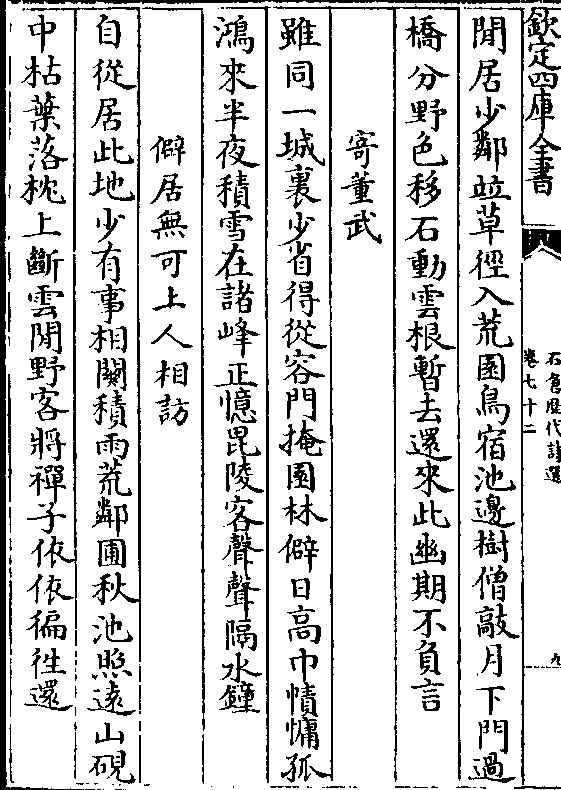 欽定四庫全書
石倉歷代詩選
卷七十二
九
閒居少鄰竝草徑入荒園鳥宿池邊樹僧敲月下門過
橋分野色移石動雲根暫去還來此幽期不負言
寄董武
雖同一城裏少省得從容門掩園林僻日高巾幘慵孤
鴻來半夜積雪在諸峰正憶毘陵客聲聲隔水鐘
僻居無可上人相訪
自從居此地少有事相關積雨荒鄰圃秋池照遠山硯
中枯葉落枕上斷雲閒野客將禪子依依徧徃還